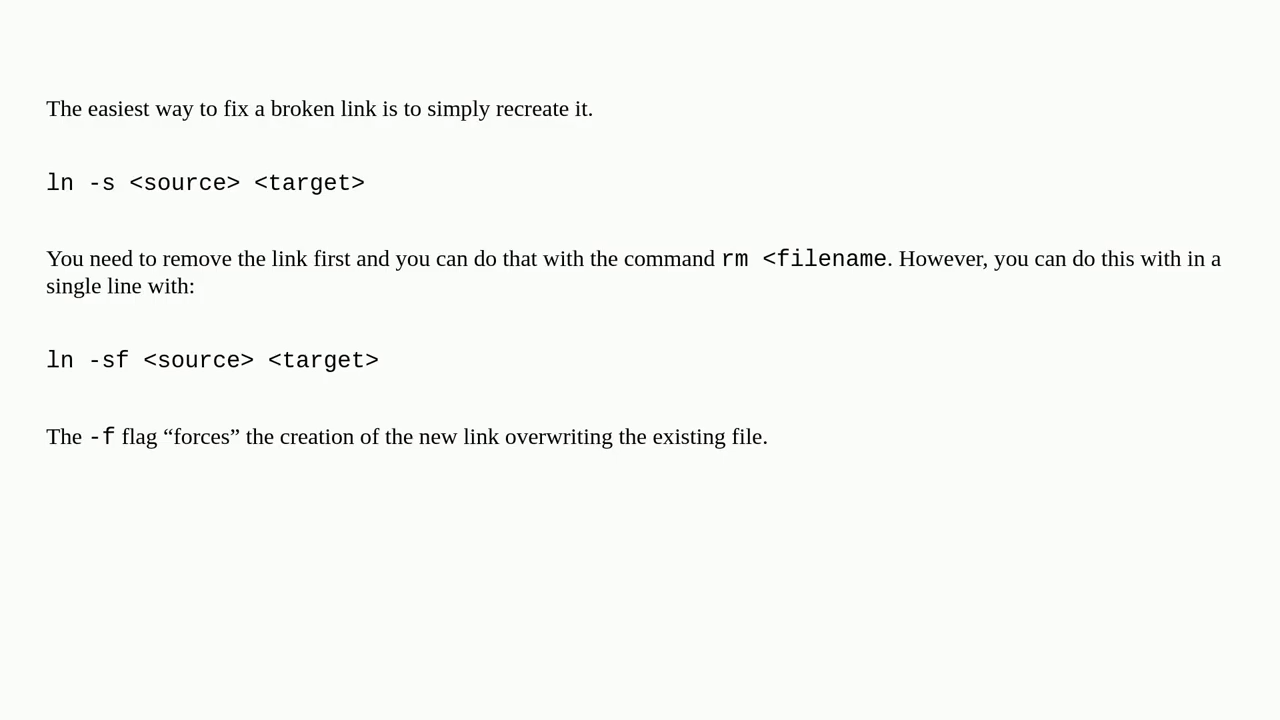 The easiest way to fix a broken link is to simply recreate it.
ln -s <source> <target>
You need to remove the link first and you can do that with the command rm <filename. However, you can do this with in a
single line with:
ln -sf <source> <target>
The -f flag “forces” the creation of the new link overwriting the existing file.